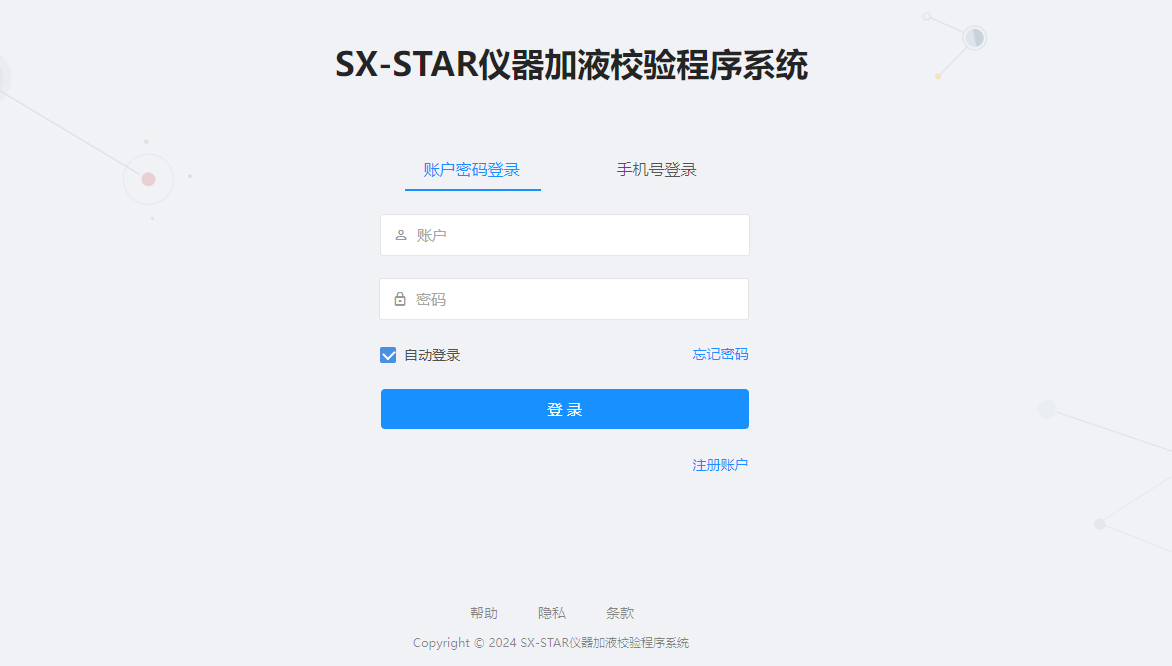 SX-STAR仪器加液校验程序系统
账户密码登录 手机号登录
账户
密码
自动登录 忘记密码
登 录
注册账户
帮助 隐私 条款
Copyright © 2024 SX-STAR仪器加液校验程序系统